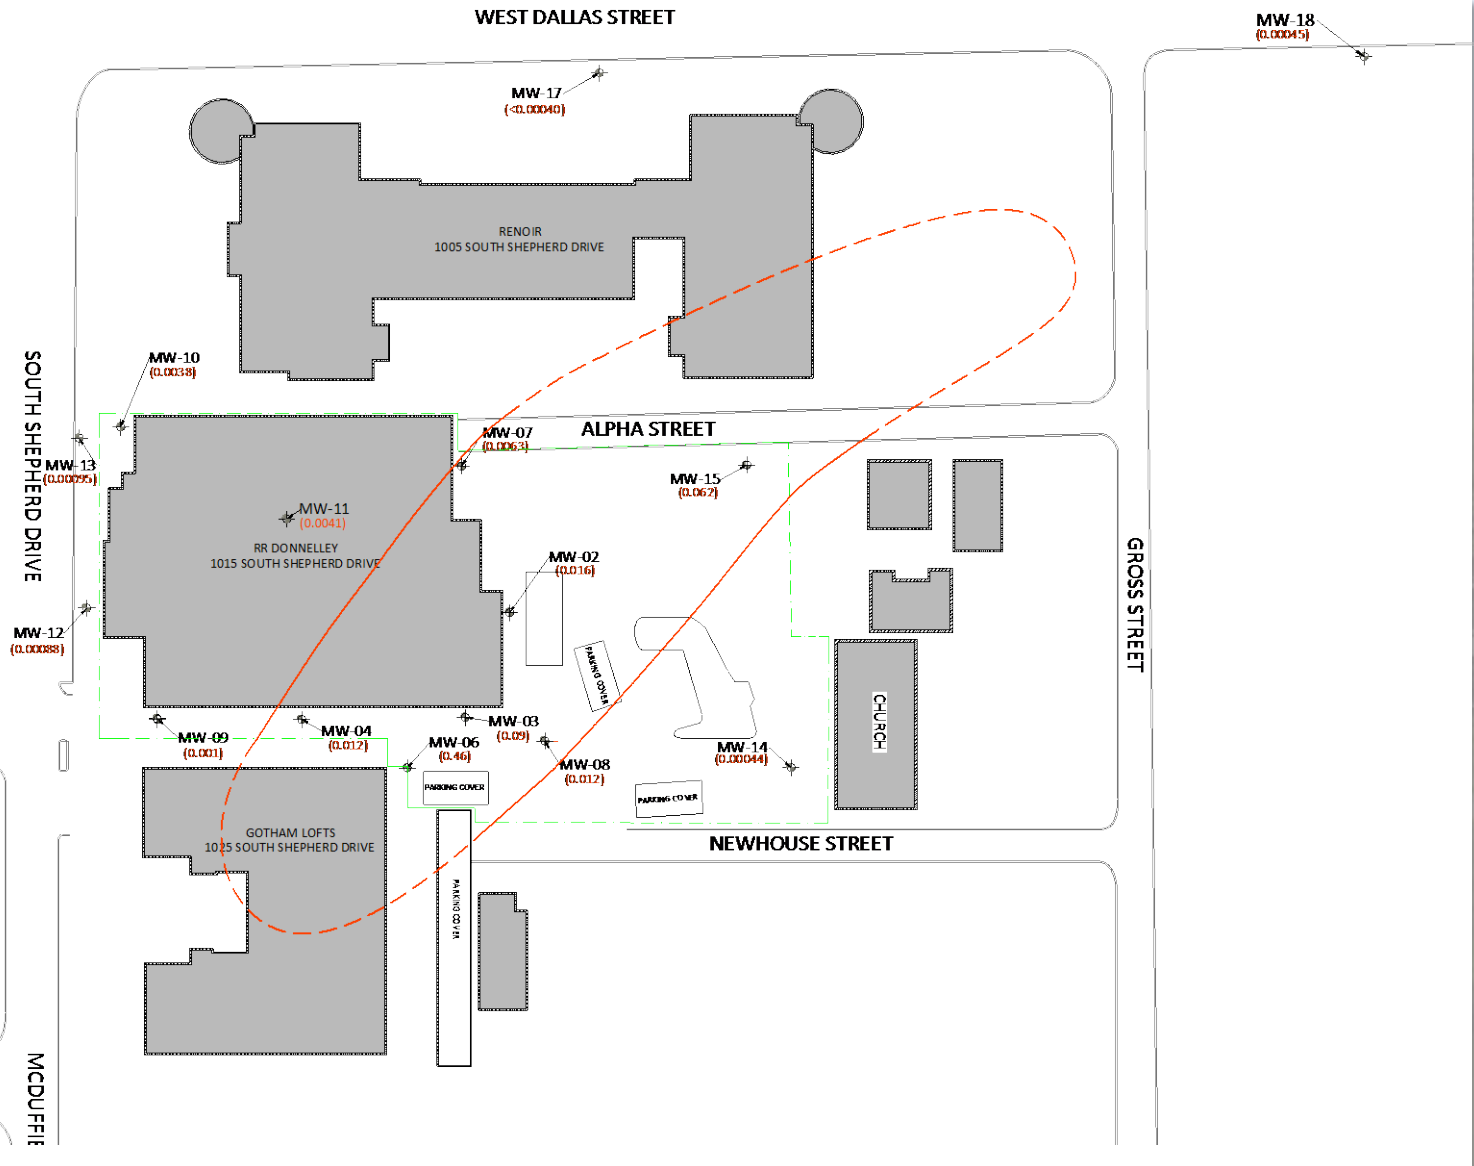 WEST DALLAS STREET
MW-18
(0.00045)
MW-17
(<0.00040)
RENOIR
1005 SOUTH SHEPHERD DRIVE
MW-10
(0.0038)
SOUTH SHEPHERD DRIVE
ALPHA STREET
MW-07
(0.0063)
MW-13
(0.00095)
MW-15
(0.062)
MW-11
(0.0041)
RR DONNELLEY
1015 SOUTH SHEPHERD DRIVE
MW-02
(0.016)
GROSS STREET
MW-12
(0.00088)
PARKING COVER
CHURCH
MW-09
(0.001)
MW-04
(0.012)
MW-03
(0.09)
MW-06
(0.46)
MW-08
(0.012)
MW-14
(0.00044)
PARKING COVER
PARKING COVER
GOTHAM LOFTS
1025 SOUTH SHEPHERD DRIVE
NEWHOUSE STREET
PARKING COVER
MCDUFFIE